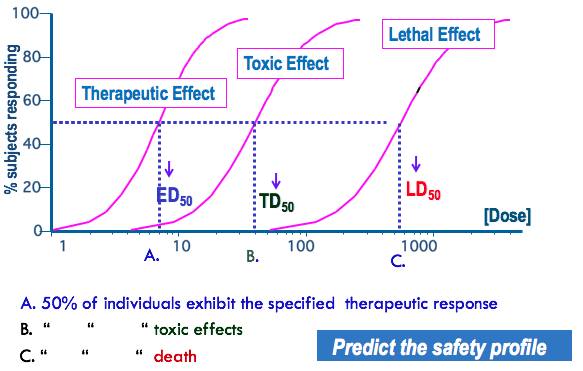 100
80
60
40
20
0
% subjects responding
Therapeutic Effect
Toxic Effect
Lethal Effect
ED50
TD50
LD50
[Dose]
1
10
100
1000
A.
B.
C.
A. 50% of individuals exhibit the specified therapeutic response
B. “ “ “ toxic effects
C. “ “ “ death
Predict the safety profile